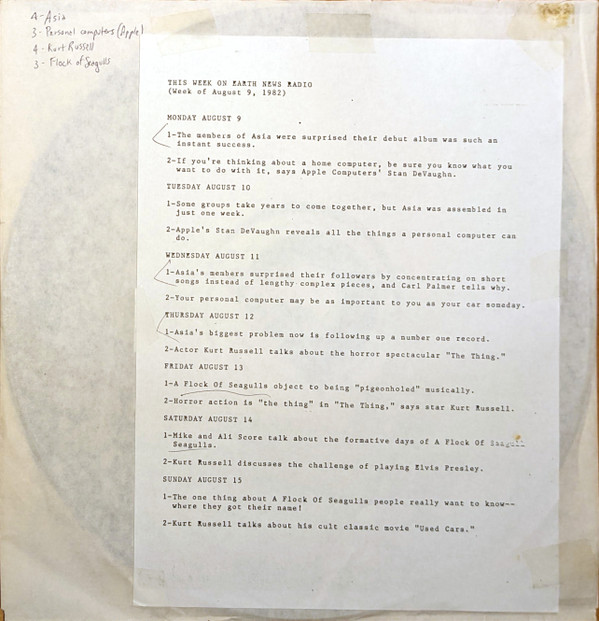 4-Asia
3-Personal computers (Apple)
4-Kurt Russell
3-Flock of Seagulls
THIS WEEK ON EARTH NEWS RADIO
(Week of August 9, 1982)
MONDAY AUGUST 9
1-The members of Asia were surprised their debut album was such an
instant success.
2-If you're thinking about a home computer, be sure you know what you
want to do with it, says Apple Computers' Stan DeVaughn.
TUESDAY AUGUST 10
1-Some groups take years to come together, but Asia was assembled in
just one week.
2-Apple's Stan DeVaughn reveals all the things a personal computer can
do.
WEDNESDAY AUGUST 11
1-Asia's members surprised their followers by concentrating on short
songs instead of lengthy complex pieces, and Carl Palmer tells why.
2-Your personal computer may be as important to you as your car someday.
THURSDAY AUGUST 12
1-Asia's biggest problem now is following up a number one record.
2-Actor Kurt Russell talks about the horror spectacular "The Thing."
FRIDAY AUGUST 13
1-A Flock Of Seagulls object to being "pigeonholed" musically.
2-Horror action is "the thing" in "The Thing," says star Kurt Russell.
SATURDAY AUGUST 14
1-Mike and Ali Score talk about the formative days of A Flock Of
Seagulls.
2-Kurt Russell discusses the challenge of playing Elvis Presley.
SUNDAY AUGUST 15
1-The one thing about A Flock Of Seagulls people really want to know--
where they got their name!
2-Kurt Russell talks about his cult classic movie "Used Cars."